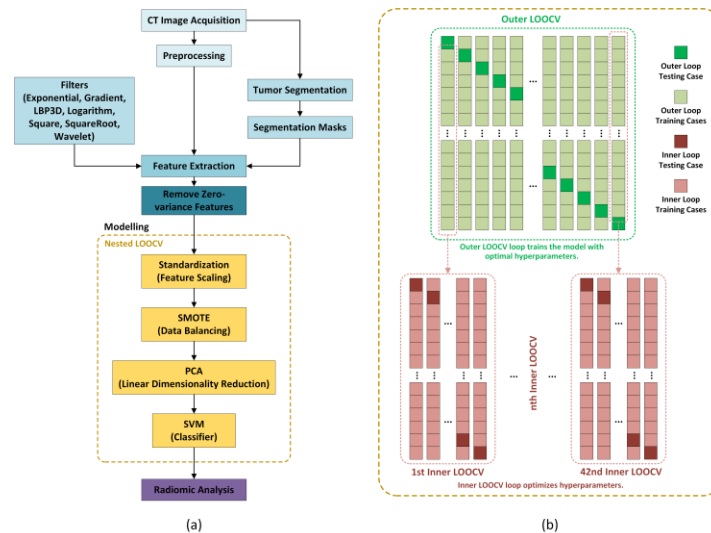 CT Image Acquisition
Preprocessing
Filters
(Exponential, Gradient,
LBP3D, Logarithm,
Square, SquareRoot,
Wavelet)
Tumor Segmentation
Segmentation Masks
Feature Extraction
Remove Zero-
variance Features
Modelling
Nested LOOCV
Standardization
(Feature Scaling)
SMOTE
(Data Balancing)
PCA
(Linear Dimensionality Reduction)
SVM
(Classifier)
Radiomic Analysis
(a)
Outer LOOCV
Outer LOOCV loop trains the model with
optimal hyperparameters.
Outer Loop
Testing Case
Outer Loop
Training Cases
Inner Loop
Testing Case
Inner Loop
Training Cases
nth Inner LOOCV
1st Inner LOOCV
42nd Inner LOOCV
Inner LOOCV loop optimizes hyperparameters.
(b)